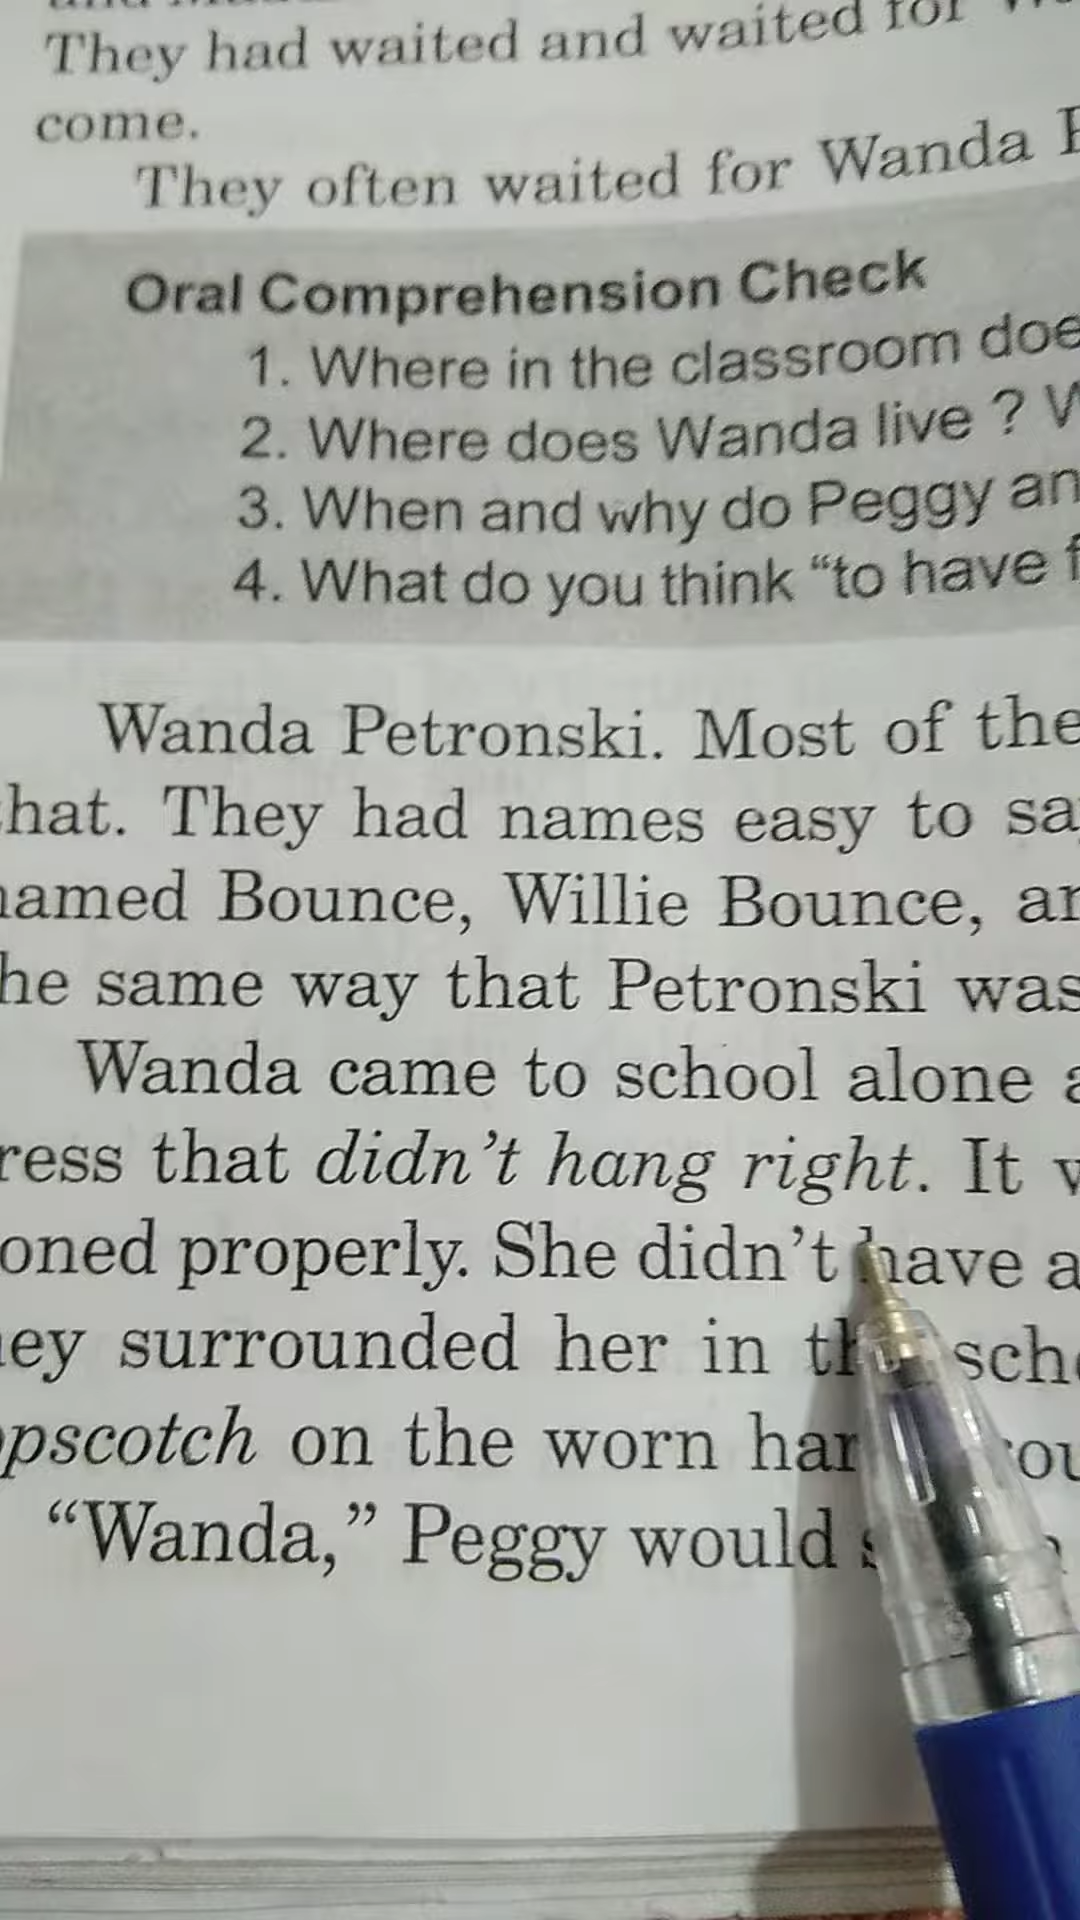 They had waited and waited for
come.
They often waited for Wanda
Oral Comprehension Check
1. Where in the classroom doe
2. Where does Wanda live ?
3. When and why do Peggy an
4. What do you think “to have
Wanda Petronski. Most of the
hat. They had names easy to sa
named Bounce, Willie Bounce, an
he same way that Petronski was
Wanda came to school alone a
ress that didn’t hang right. It
oned properly. She didn’t have a
ey surrounded her in sch
pscotch on the worn har
“Wanda,” Peggy would